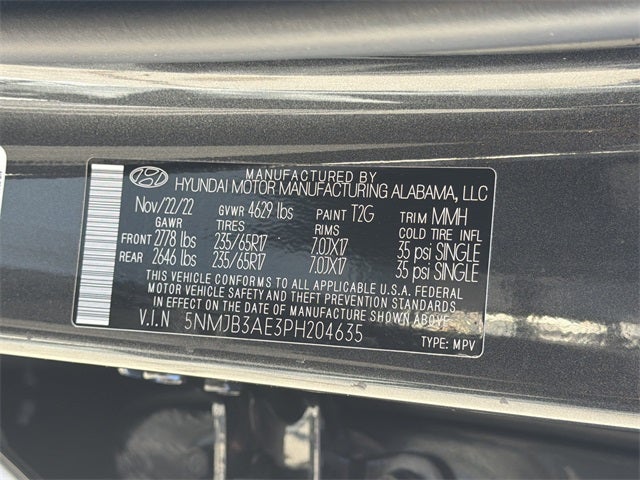 MANUFACTURED BY
HYUNDAI MOTOR MANUFACTURING ALABAMA, LLC
Nov/22/22 GVWR 4629 lbs PAINT T2G TRIM MMH
GAWR TIRES RIMS COLD TIRE INFL
FRONT 2778 lbs 235/65R17 7.0JX17 35 psi SINGLE
REAR 2646 lbs 235/65R17 7.0JX17 35 psi SINGLE
THIS VEHICLE CONFORMS TO ALL APPLICABLE U.S.A. FEDERAL
MOTOR VEHICLE SAFETY AND THEFT PREVENTION STANDARDS
IN EFFECT ON THE DATE OF MANUFACTURE SHOWN ABOVE
V.I.N 5NMJB3AE3PH204635 TYPE: MPV